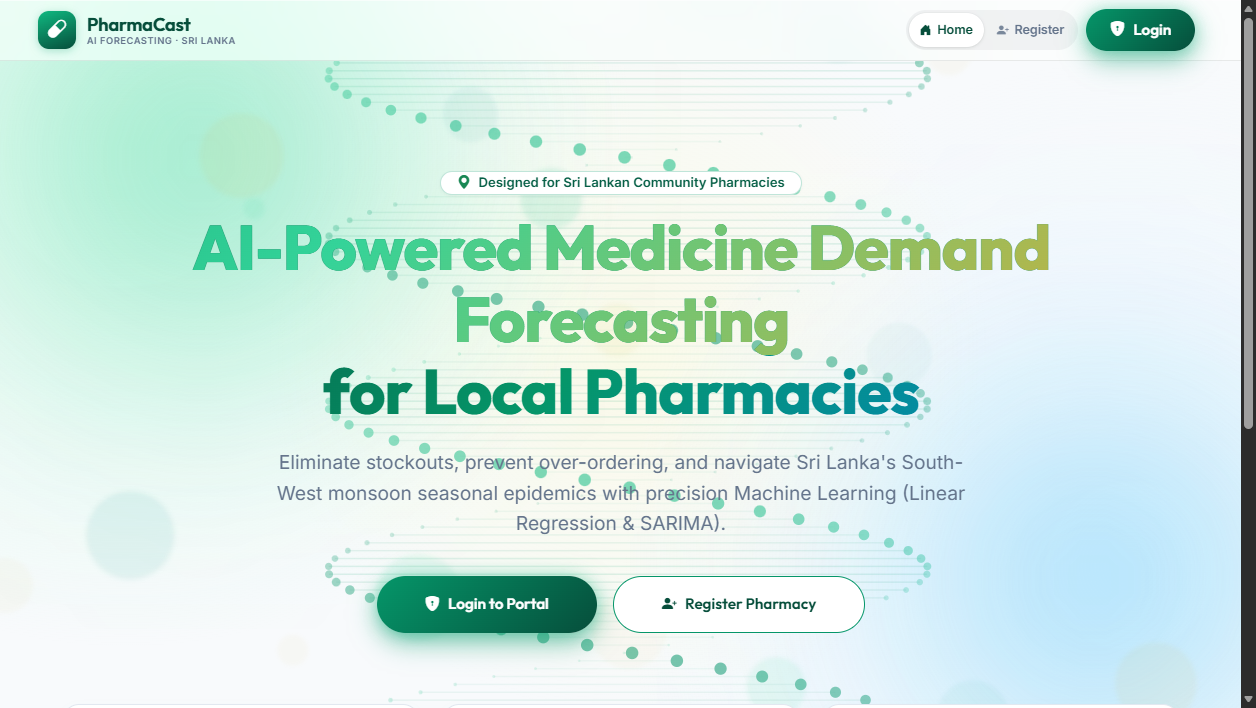 PharmaCast
AI FORECASTING · SRI LANKA
Home
Register
Login
Designed for Sri Lankan Community Pharmacies
AI-Powered Medicine Demand
Forecasting
for Local Pharmacies
Eliminate stockouts, prevent over-ordering, and navigate Sri Lanka's South-
West monsoon seasonal epidemics with precision Machine Learning (Linear
Regression & SARIMA).
Login to Portal
Register Pharmacy